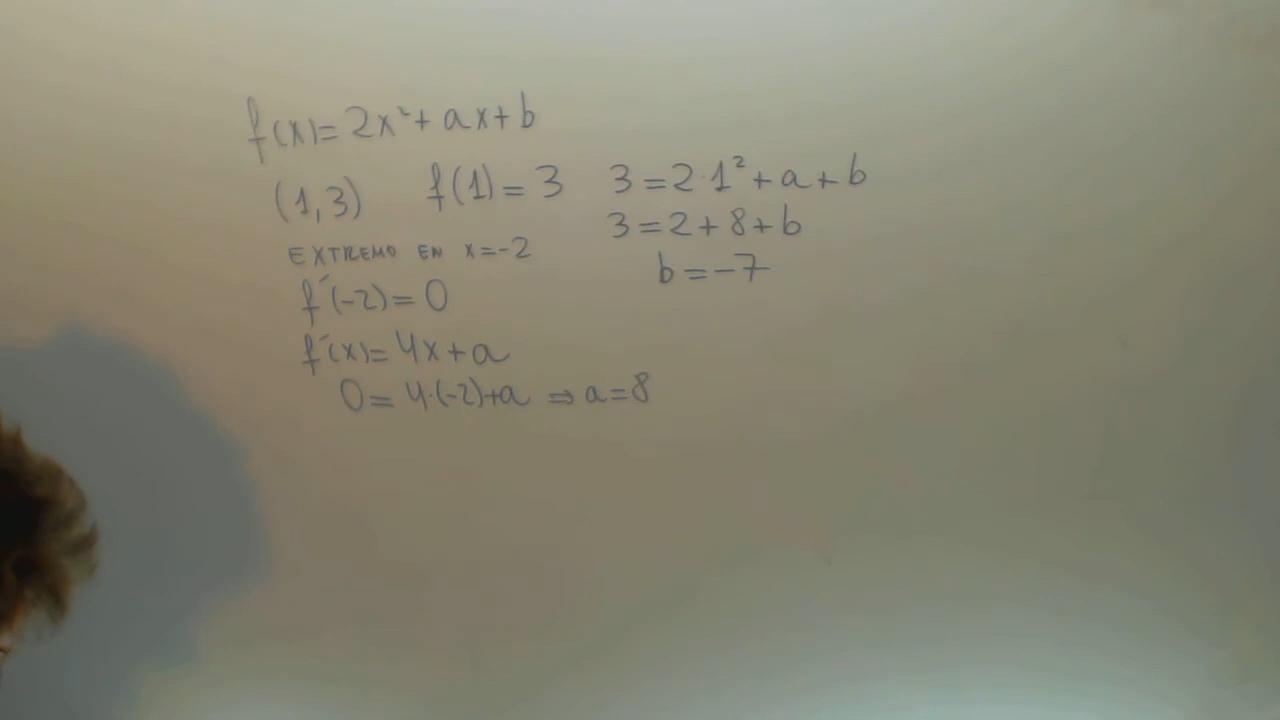 f(x)=2x²+ax+b
(1,3) f(1)=3 3=2·1²+a+b
3=2+8+b
EXTREMO EN x=-2
b=-7
f´(-2)=0
f´(x)=4x+a
0=4·(-2)+a ⇒ a=8